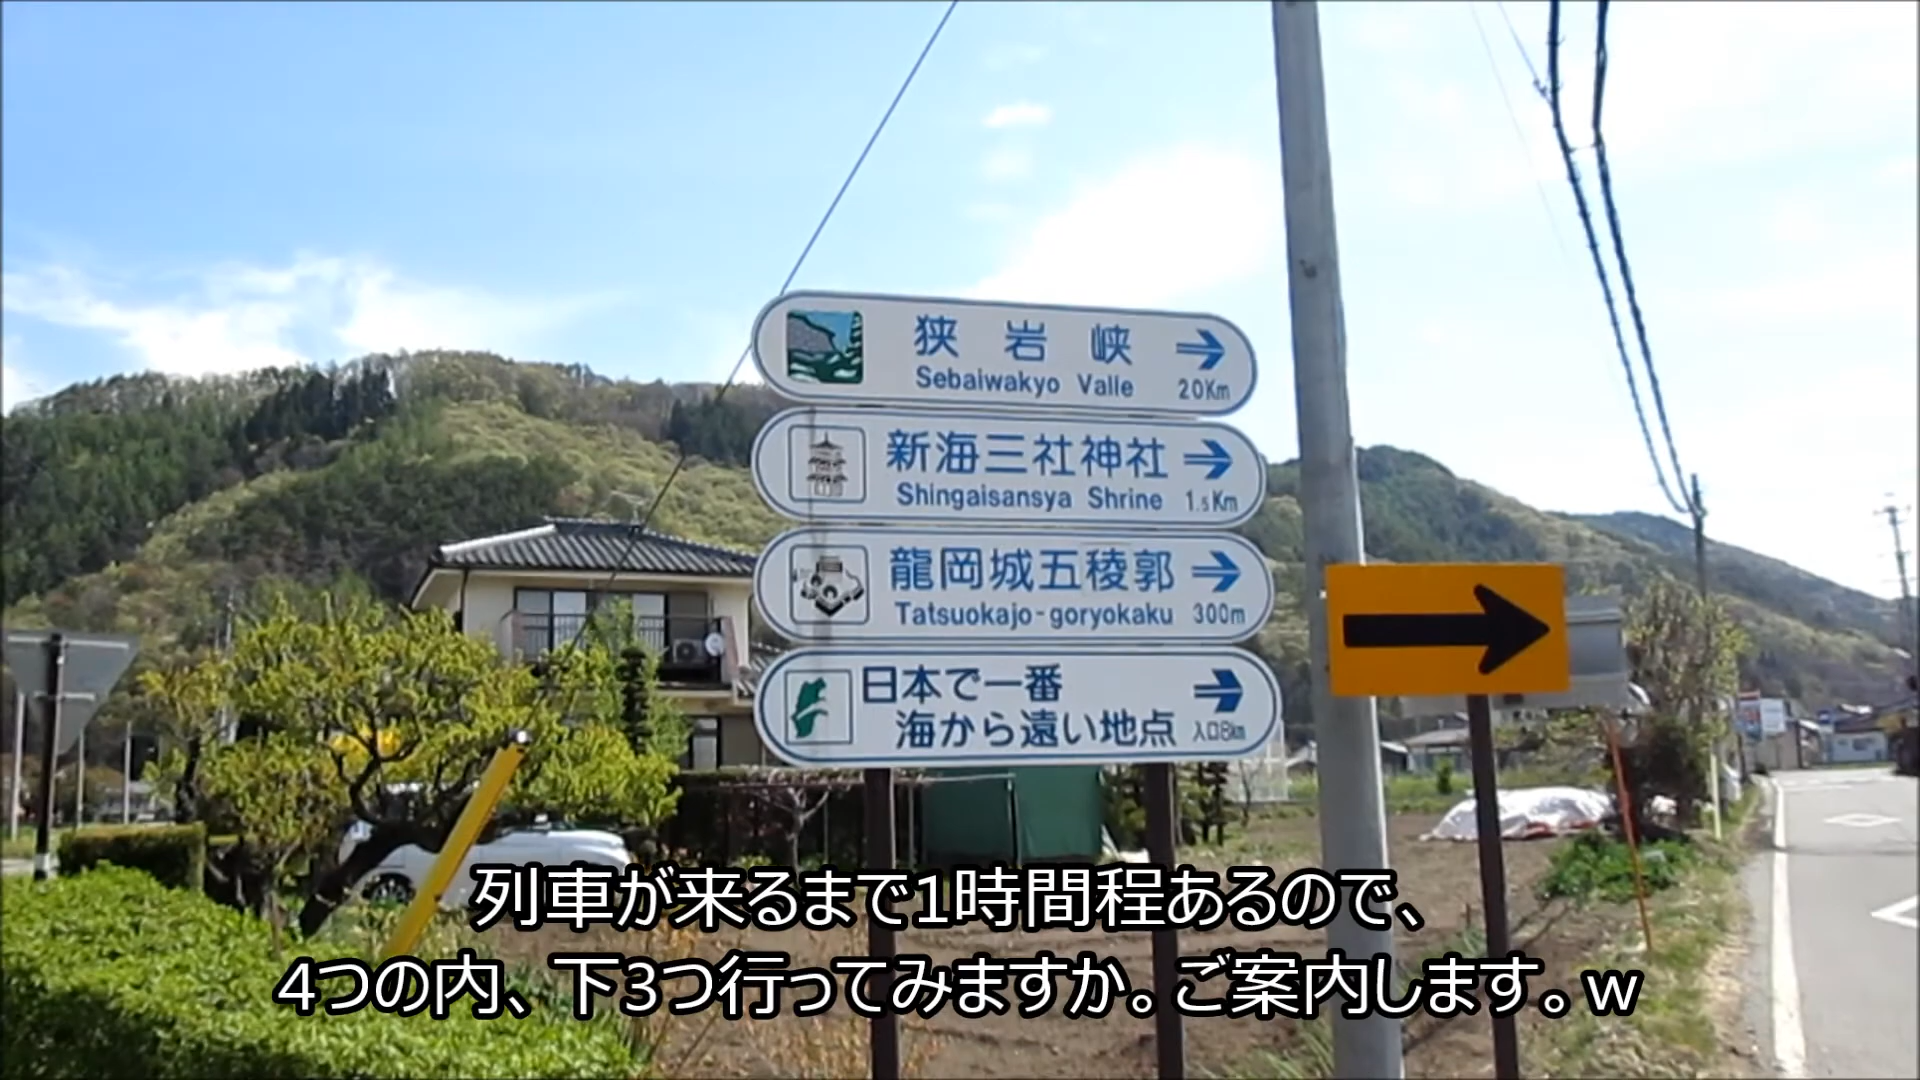 狭岩峡
Sebaiwakyo Valle 20Km
新海三社神社
Shingaisansya Shrine 1.5Km
龍岡城五稜郭
Tatsuokajo-goryokaku 300m
日本で一番
海から遠い地点 入口8km
列車が来るまで1時間程あるので、
4つの内、下3つ行ってみますか。ご案内します。w